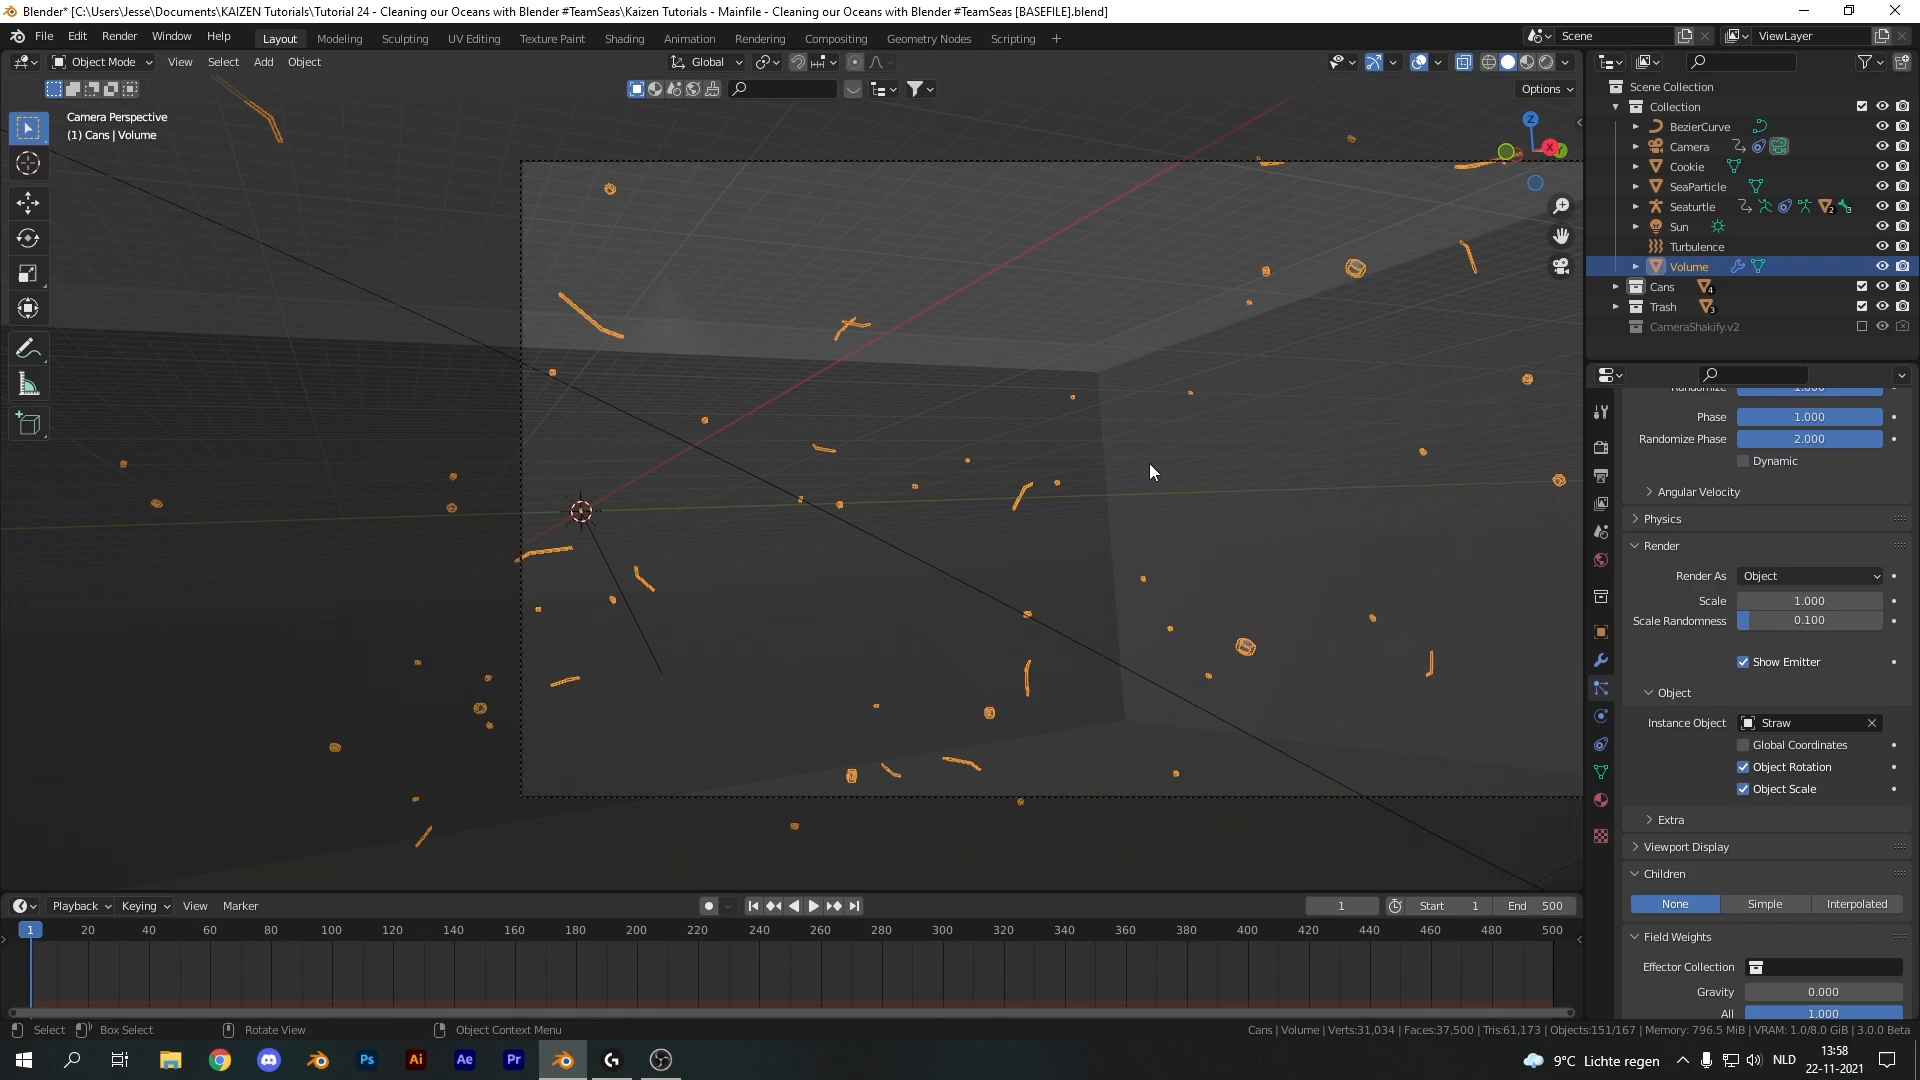 Blender* [C:\Users\Jesse\Documents\KAIZEN Tutorials\Tutorial 24 - Cleaning our Oceans with Blender #TeamSeas\Kaizen Tutorials - Mainfile - Cleaning our Oceans with Blender #TeamSeas [BASEFILE].blend]
File Edit Render Window Help Layout Modeling Sculpting UV Editing Texture Paint Shading Animation Rendering Compositing Geometry Nodes Scripting + Scene ViewLayer
Object Mode View Select Add Object Global
Options
Camera Perspective
(1) Cans | Volume
Z
X
Y
Scene Collection
Collection
BezierCurve
Camera
Cookie
SeaParticle
Seaturtle 2
Sun
Turbulence
Volume
Cans 4
Trash 3
CameraShakify.v2
Randomize 1.000
Phase 1.000
Randomize Phase 2.000
Dynamic
Angular Velocity
Physics
Render
Render As Object
Scale 1.000
Scale Randomness 0.100
Show Emitter
Object
Instance Object Straw
Global Coordinates
Object Rotation
Object Scale
Extra
Viewport Display
Children
None Simple Interpolated
Field Weights
Effector Collection
Gravity 0.000
All 1.000
Playback Keying View Marker 1 Start 1 End 500
1 20 40 60 80 100 120 140 160 180 200 220 240 260 280 300 320 340 360 380 400 420 440 460 480 500
Select Box Select Rotate View Object Context Menu Cans | Volume | Verts:31,034 | Faces:37,500 | Tris:61,173 | Objects:151/167 | Memory: 796.5 MiB | VRAM: 1.0/8.0 GiB | 3.0.0 Beta
Ps Ai Ae Pr 9°C Lichte regen NLD 13:58
22-11-2021